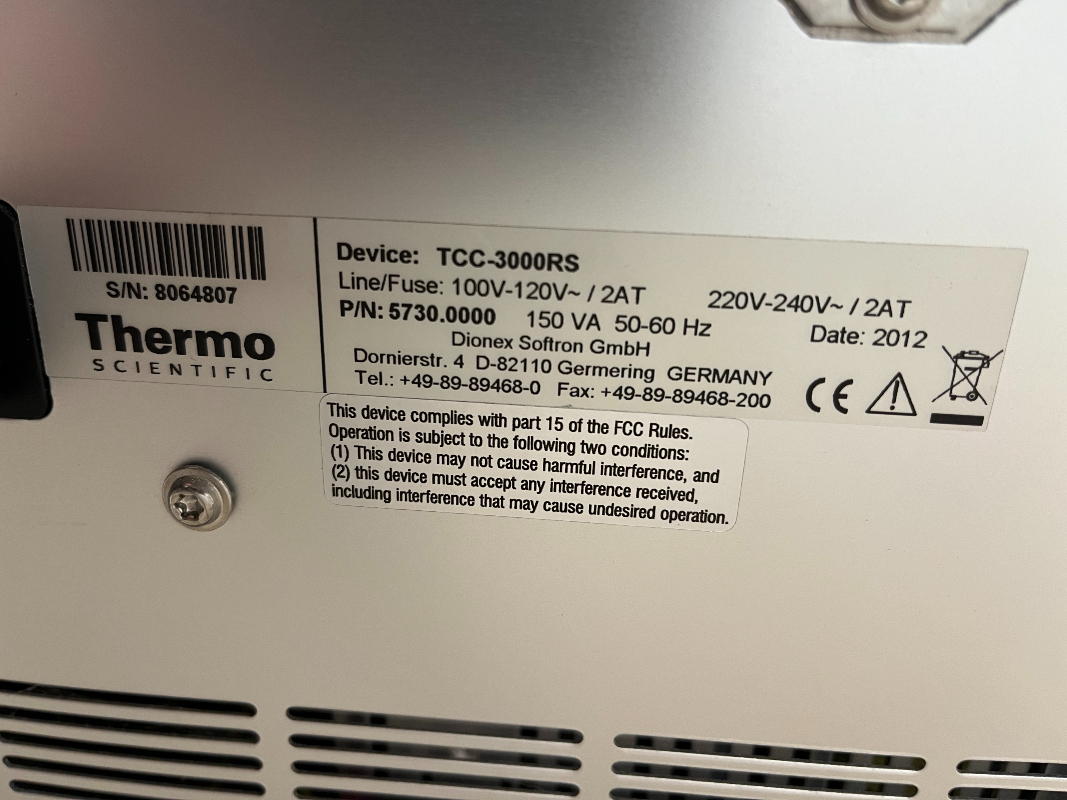 S/N: 8064807
Thermo
SCIENTIFIC
Device: TCC-3000RS
Line/Fuse: 100V-120V~ / 2AT 220V-240V~ / 2AT
P/N: 5730.0000 150 VA 50-60 Hz Date: 2012
Dionex Softron GmbH
Dornierstr. 4 D-82110 Germering GERMANY
Tel.: +49-89-89468-0 Fax: +49-89-89468-200
CE
This device complies with part 15 of the FCC Rules.
Operation is subject to the following two conditions:
(1) This device may not cause harmful interference, and
(2) this device must accept any interference received,
including interference that may cause undesired operation.